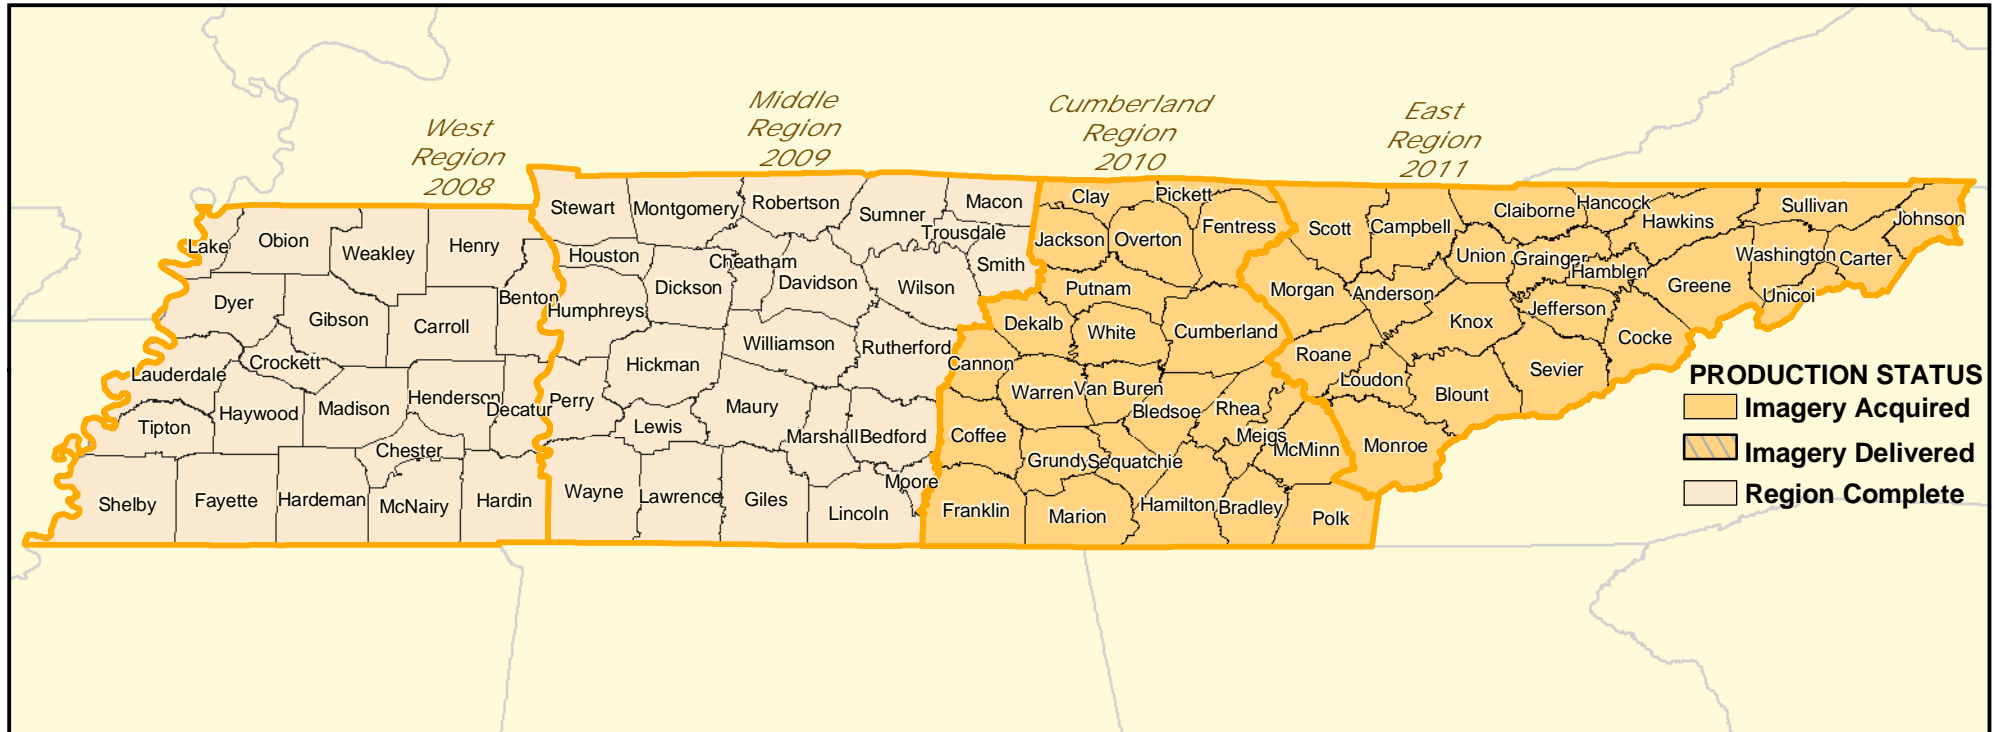 West
Region
2008
Middle
Region
2009
Cumberland
Region
2010
East
Region
2011
Lake
Obion
Weakley
Henry
Dyer
Gibson
Carroll
Benton
Lauderdale
Crockett
Haywood
Madison
Henderson
Decatur
Tipton
Chester
Shelby
Fayette
Hardeman
McNairy
Hardin
Stewart
Montgomery
Robertson
Sumner
Macon
Trousdale
Houston
Cheatham
Smith
Dickson
Davidson
Wilson
Humphreys
Williamson
Rutherford
Hickman
Perry
Maury
Lewis
Marshall
Bedford
Moore
Wayne
Lawrence
Giles
Lincoln
Clay
Pickett
Jackson
Overton
Fentress
Putnam
Dekalb
White
Cumberland
Cannon
Warren
Van Buren
Bledsoe
Rhea
Coffee
Meigs
McMinn
Grundy
Sequatchie
Franklin
Marion
Hamilton
Bradley
Polk
Scott
Campbell
Claiborne
Hancock
Hawkins
Sullivan
Johnson
Union
Grainger
Hamblen
Washington
Carter
Morgan
Anderson
Greene
Unicoi
Knox
Jefferson
Cocke
Roane
Loudon
Blount
Sevier
Monroe
PRODUCTION STATUS
Imagery Acquired
Imagery Delivered
Region Complete